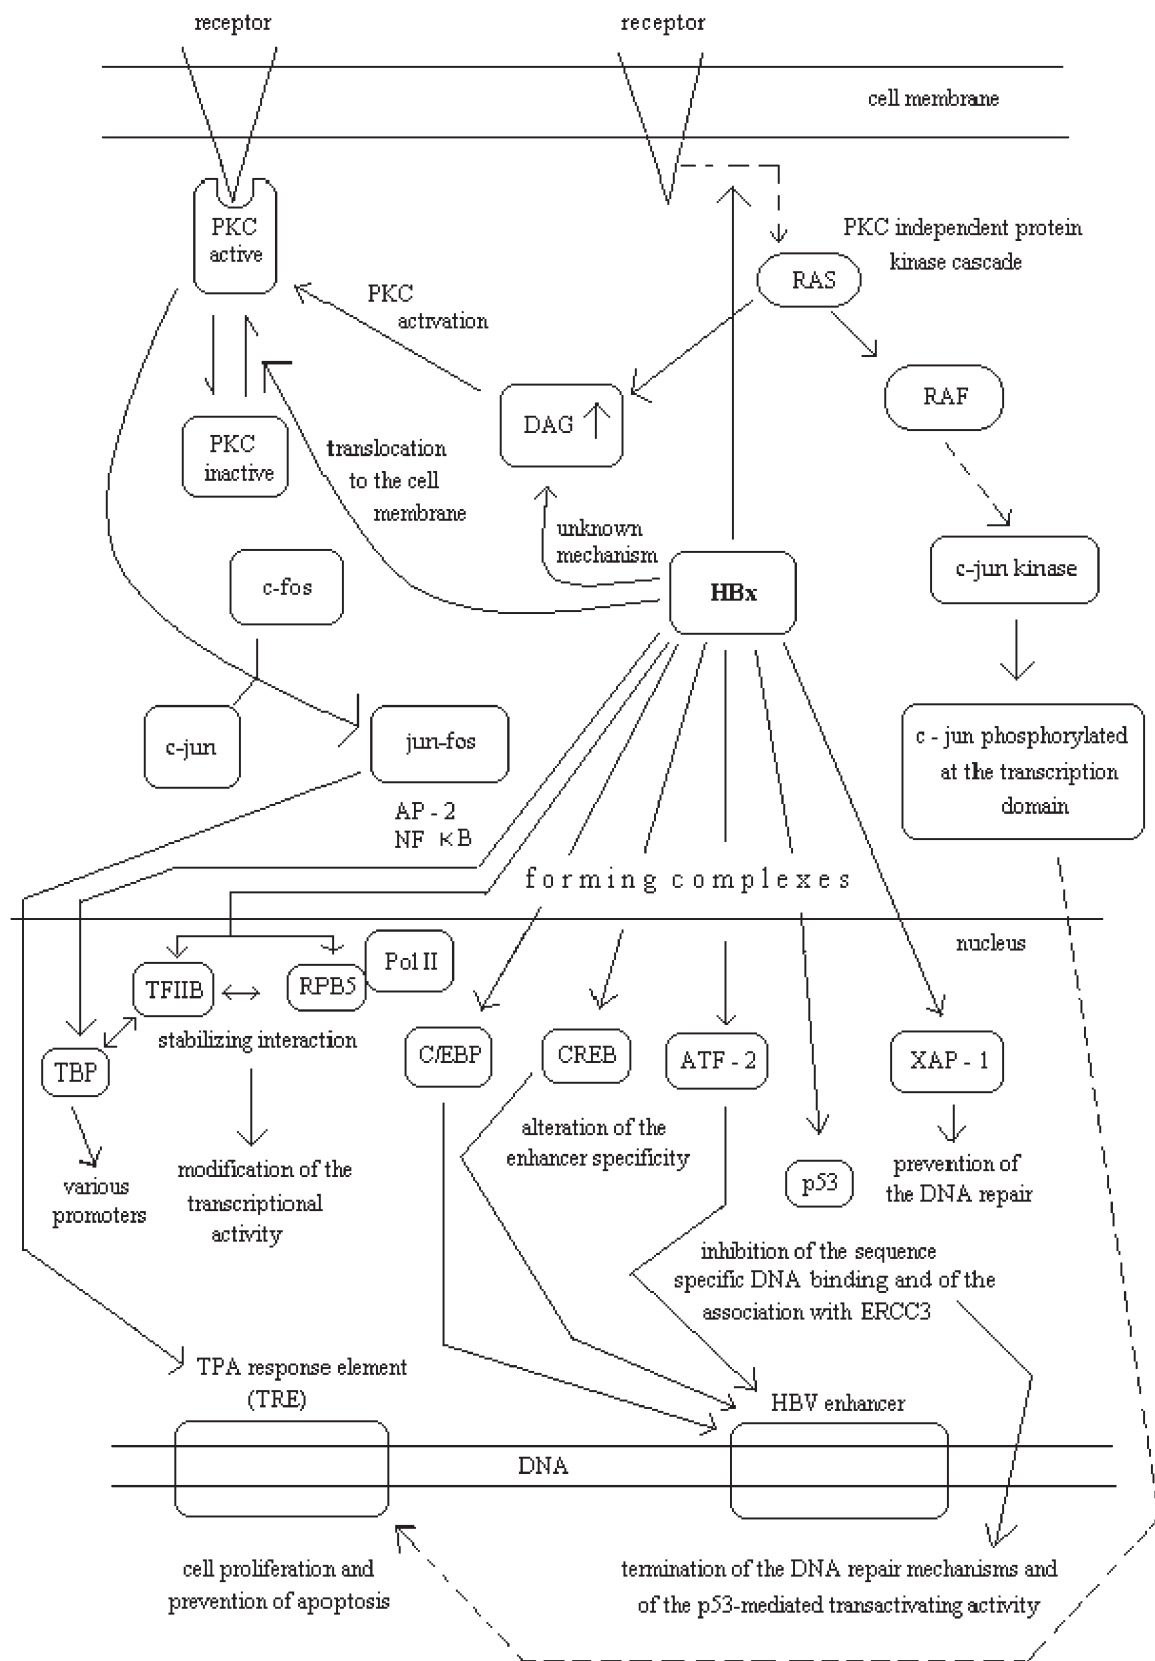 receptor
receptor
cell membrane
PKC
active
PKC independent protein
kinase cascade
RAS
PKC
activation
RAF
DAG
PKC
inactive
translocation
to the cell
membrane
unknown
mechanism
c-fos
HBx
c-jun kinase
c-jun
jun-fos
c - jun phosphorylated
at the transcription
domain
AP - 2
NF κB
forming complexes
nucleus
Pol II
TFIIB
RPB5
stabilizing interaction
TBP
C/EBP
CREB
ATF - 2
XAP - 1
alteration of the
enhancer specificity
various
promoters
modification of the
transcriptional
activity
p53
prevention of
the DNA repair
inhibition of the sequence
specific DNA binding and of the
association with ERCC3
TPA response element
(TRE)
HBV enhancer
DNA
cell proliferation and
prevention of apoptosis
termination of the DNA repair mechanisms and
of the p53-mediated transactivating activity